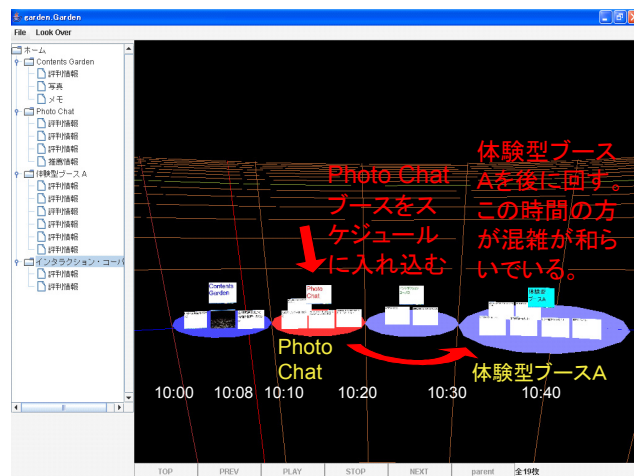 garden.Garden
File Look Over
ホーム
Contents Garden
評判情報
写真
メモ
Photo Chat
評判情報
評判情報
評判情報
推薦情報
体験型ブース A
評判情報
評判情報
評判情報
評判情報
評判情報
評判情報
インタラクション・コーパ
評判情報
評判情報
Photo Chat
ブースをス
ケジュール
に入れ込む
体験型ブース
Aを後に回す。
この時間の方
が混雑が和ら
いでいる。
Contents
Garden
Photo
Chat
体験型
ブースA
Photo
Chat
体験型ブースA
10:00 10:08 10:10 10:20 10:30 10:40
TOP PREV PLAY STOP NEXT parent 全19枚